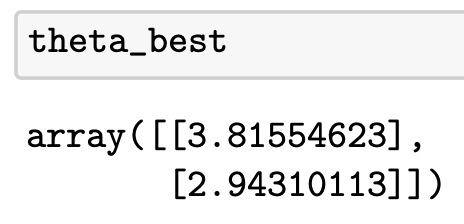 theta_best
array([[3.81554623],
[2.94310113]])